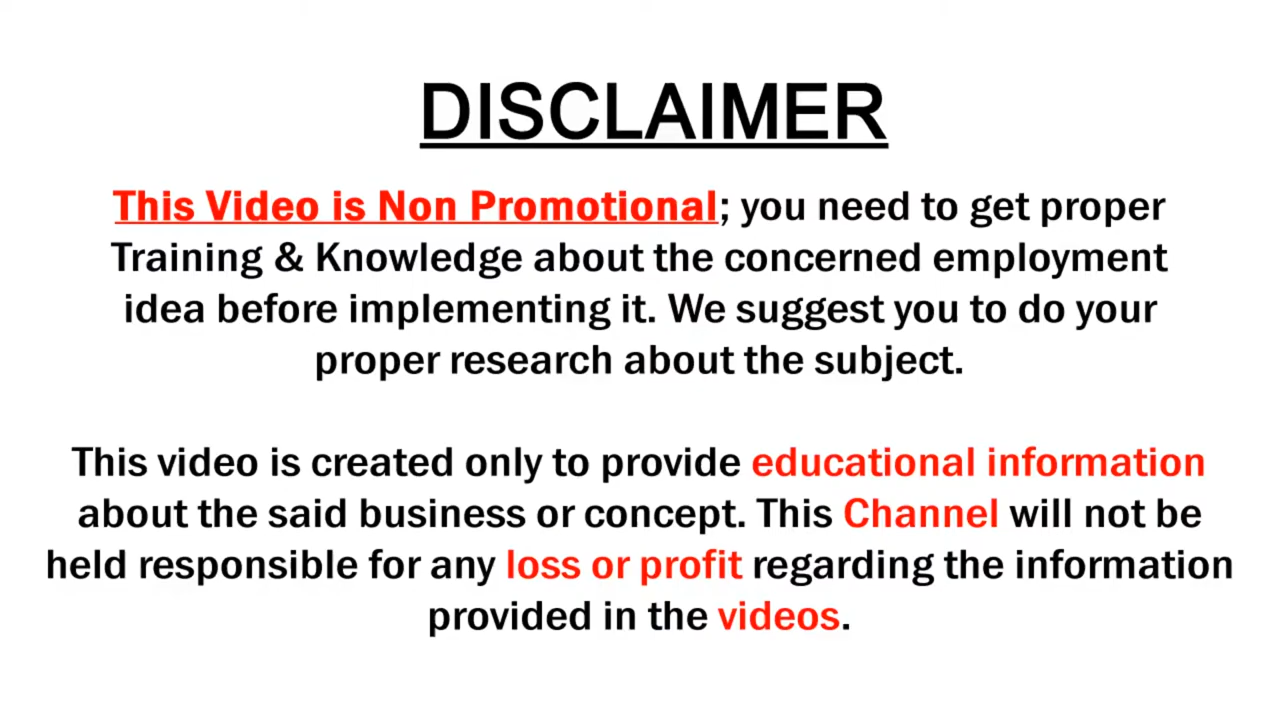 DISCLAIMER
This Video is Non Promotional; you need to get proper
Training & Knowledge about the concerned employment
idea before implementing it. We suggest you to do your
proper research about the subject.
This video is created only to provide educational information
about the said business or concept. This Channel will not be
held responsible for any loss or profit regarding the information
provided in the videos.